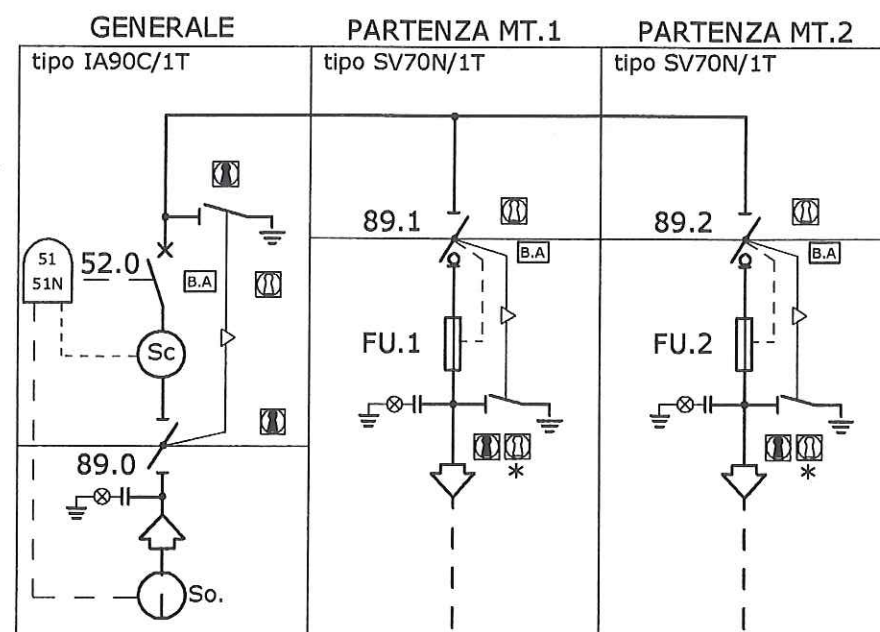 GENERALE
PARTENZA MT.1
PARTENZA MT.2
tipo IA90C/1T
tipo SV70N/1T
tipo SV70N/1T
89.1
89.2
51
51N
52.0
B.A
B.A
B.A
Sc
FU.1
FU.2
89.0
*
*
So.